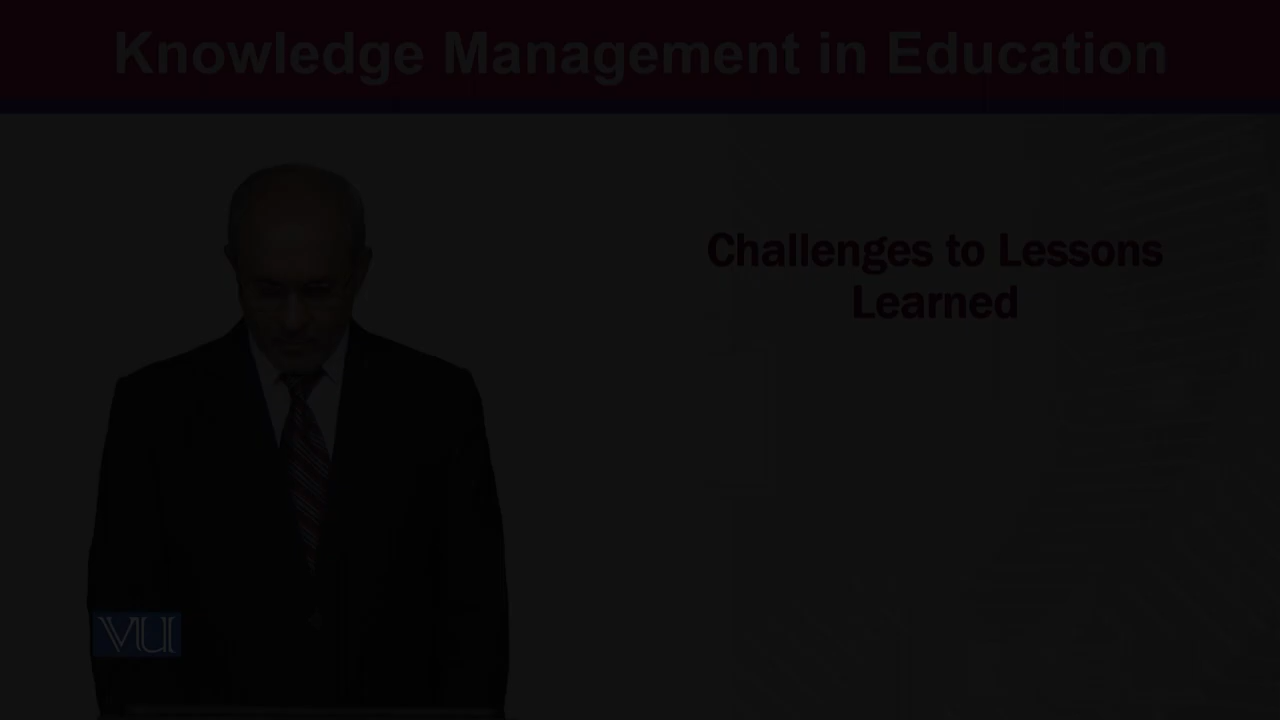 Knowledge Management in Education
Challenges to Lessons
Learned
VU